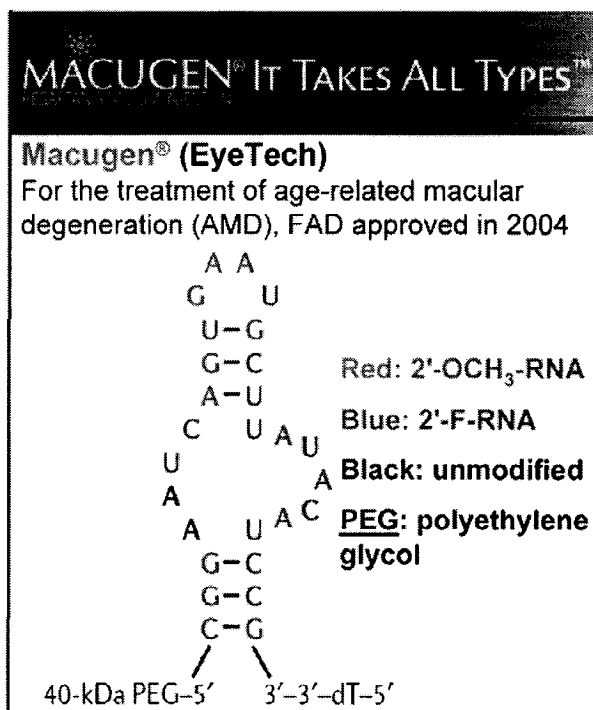 MACUGEN® IT TAKES ALL TYPES™
Macugen® (EyeTech)
For the treatment of age-related macular
degeneration (AMD), FAD approved in 2004
A A
G U
U–G
G–C
A–U
C U A U
U A
A A C
A U
G–C
G–C
C–G
Red: 2'-OCH₃-RNA
Blue: 2'-F-RNA
Black: unmodified
PEG: polyethylene
glycol
40-kDa PEG–5′ 3′–3′–dT–5′